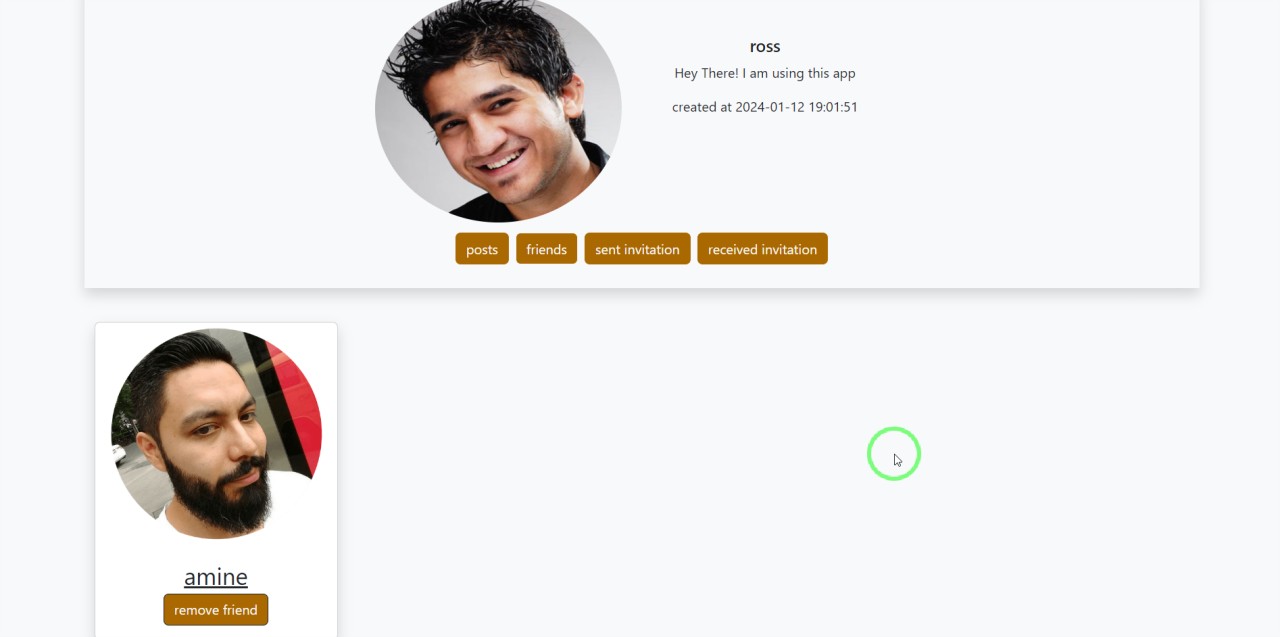 ross
Hey There! I am using this app
created at 2024-01-12 19:01:51
posts friends sent invitation received invitation
amine
remove friend